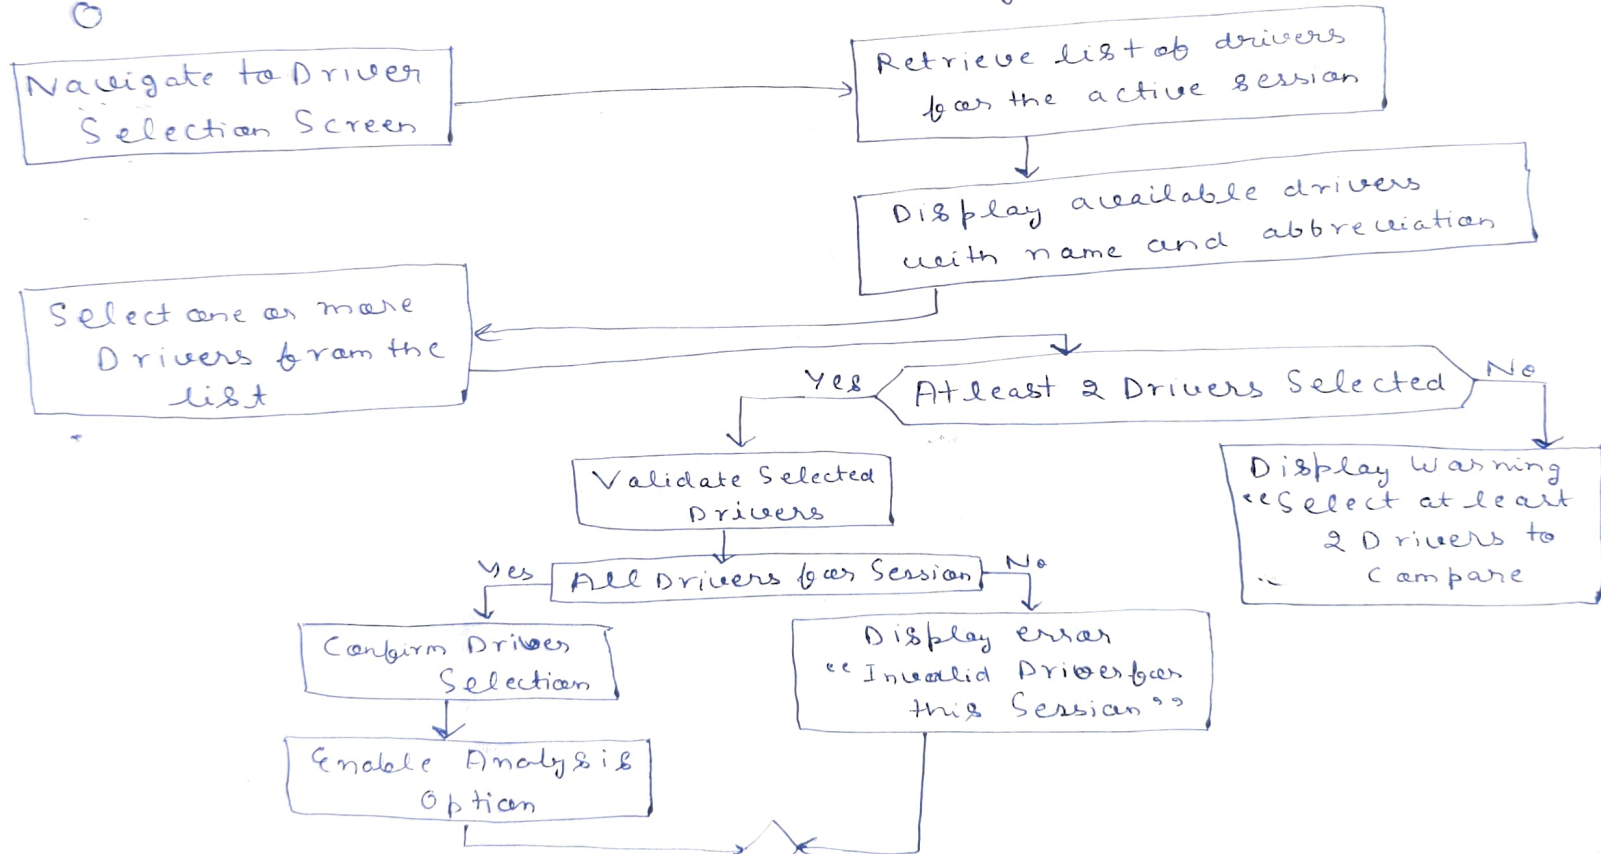 Navigate to Driver
Selection Screen
Retrieve list of drivers
for the active session
Display available drivers
with name and abbreviation
Select one or more
Drivers from the
list
Yes
At least 2 Drivers Selected
No
Validate Selected
Drivers
Display Warning
“Select at least
2 Drivers to
Compare
Yes
All Drivers for Session
No
Confirm Driver
Selection
Display error
“Invalid Driver for
this Session”
Enable Analysis
Option